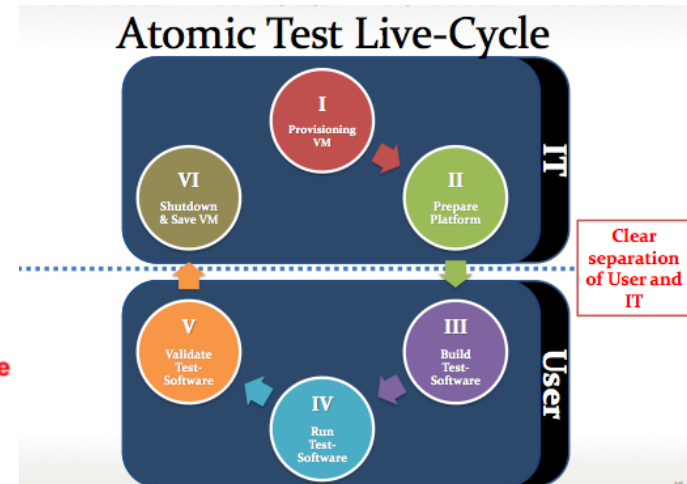 Atomic Test Live-Cycle
I
Provisioning
VM
II
Prepare
Platform
VI
Shutdown
& Save VM
IT
Clear
separation
of User and
IT
III
Build
Test-
Software
IV
Run
Test-
Software
V
Validate
Test-
Software
User
e